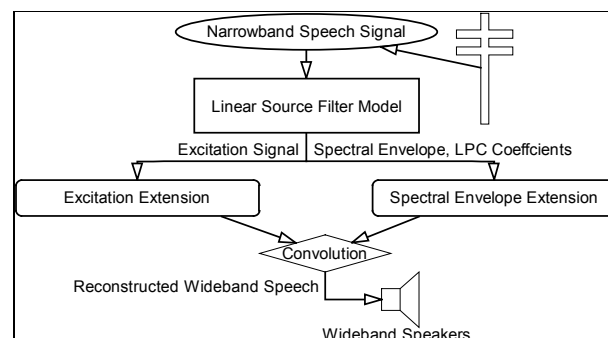 Narrowband Speech Signal
Linear Source Filter Model
Excitation Signal
Spectral Envelope, LPC Coeffcients
Excitation Extension
Spectral Envelope Extension
Convolution
Reconstructed Wideband Speech
Wideband Speakers